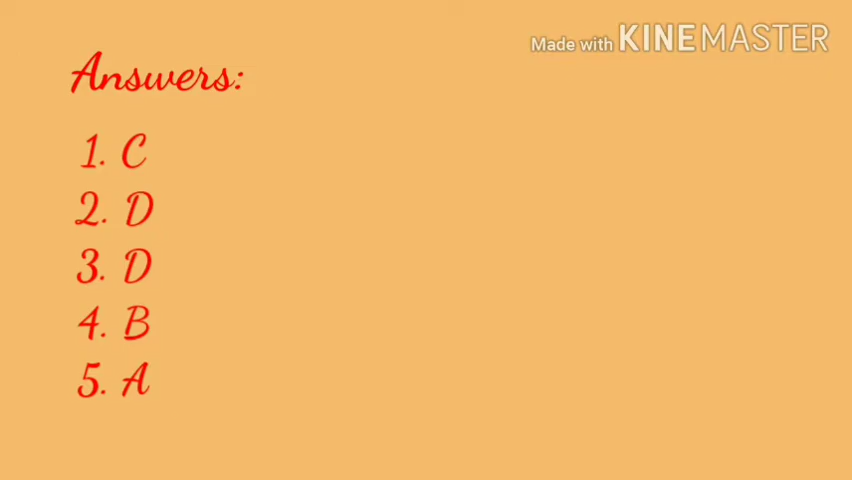 Made with KINEMASTER
Answers:
1. C
2. D
3. D
4. B
5. A